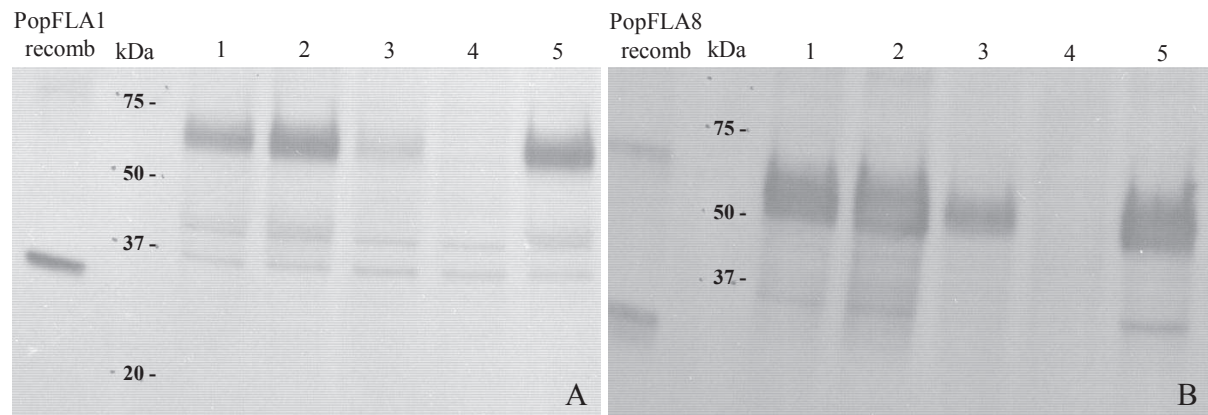 PopFLA1
recomb kDa 1 2 3 4 5
75 -
50 -
37 -
20 -
A
PopFLA8
recomb kDa 1 2 3 4 5
75 -
50 -
37 -
B